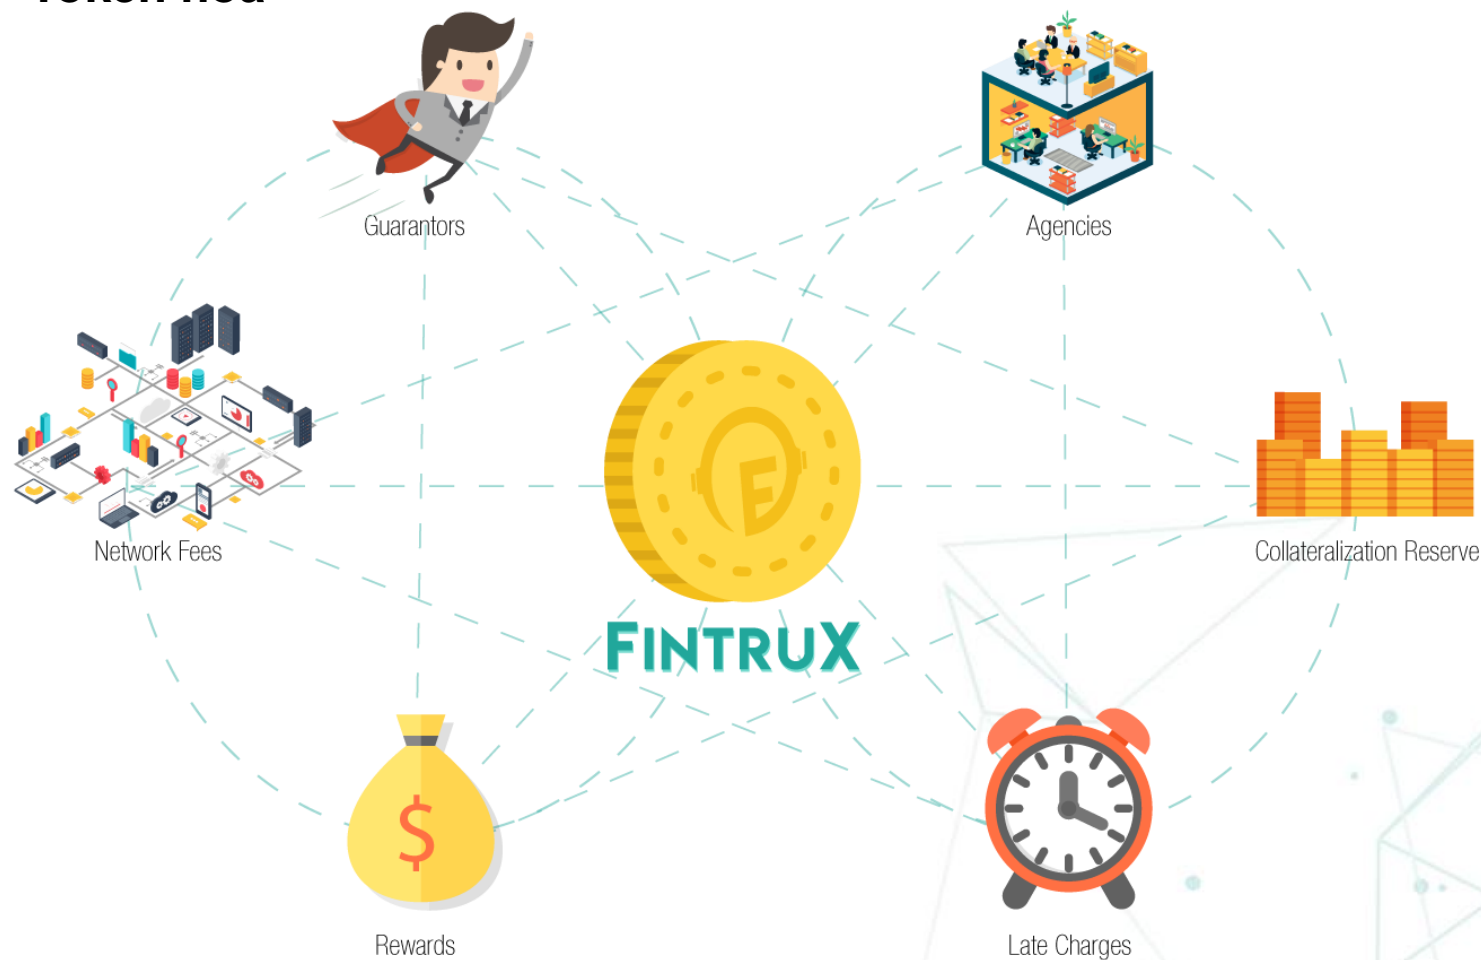 Guarantors
Agencies
Network Fees
Collateralization Reserve
FINTRUX
$
Rewards
Late Charges